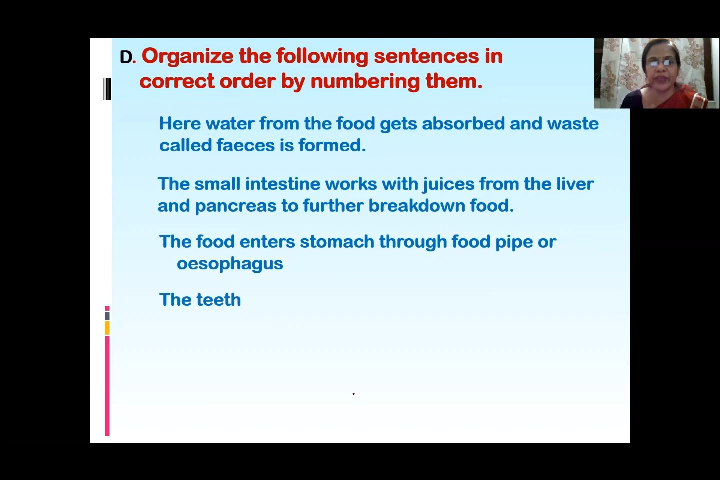 D. Organize the following sentences in
correct order by numbering them.
Here water from the food gets absorbed and waste
called faeces is formed.
The small intestine works with juices from the liver
and pancreas to further breakdown food.
The food enters stomach through food pipe or
oesophagus
The teeth